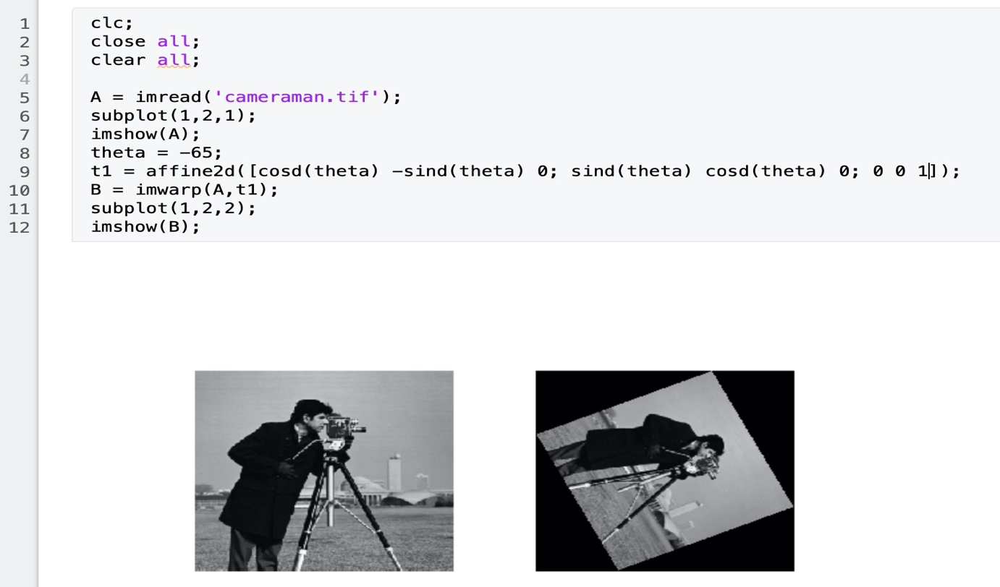 1 clc;
2 close all;
3 clear all;
4
5 A = imread('cameraman.tif');
6 subplot(1,2,1);
7 imshow(A);
8 theta = −65;
9 t1 = affine2d([cosd(theta) −sind(theta) 0; sind(theta) cosd(theta) 0; 0 0 1]);
10 B = imwarp(A,t1);
11 subplot(1,2,2);
12 imshow(B);